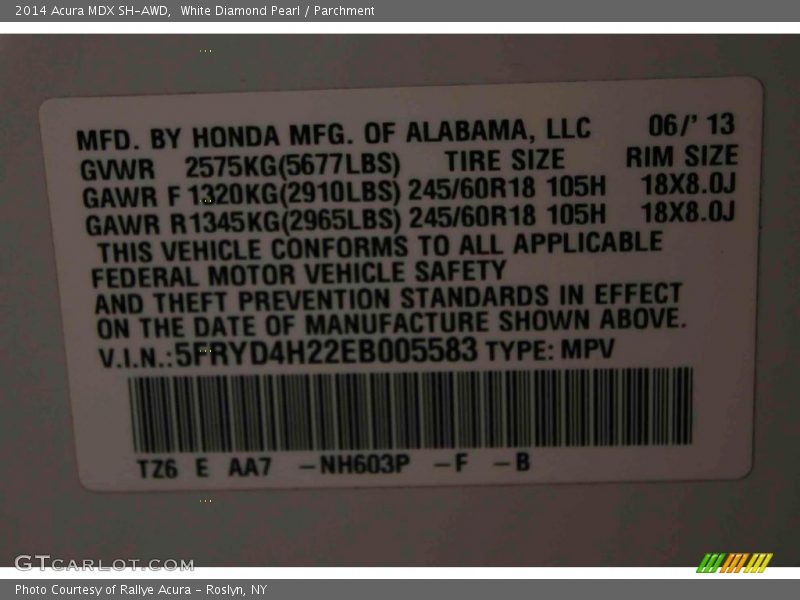 2014 Acura MDX SH-AWD, White Diamond Pearl / Parchment
MFD. BY HONDA MFG. OF ALABAMA, LLC 06/' 13
GVWR 2575KG(5677LBS) TIRE SIZE RIM SIZE
GAWR F 1320KG(2910LBS) 245/60R18 105H 18X8.0J
GAWR R 1345KG(2965LBS) 245/60R18 105H 18X8.0J
THIS VEHICLE CONFORMS TO ALL APPLICABLE
FEDERAL MOTOR VEHICLE SAFETY
AND THEFT PREVENTION STANDARDS IN EFFECT
ON THE DATE OF MANUFACTURE SHOWN ABOVE.
V.I.N.:5FRYD4H22EB005583 TYPE: MPV
TZ6 E AA7 -NH603P -F -B
GTCARLOT.COM
Photo Courtesy of Rallye Acura - Roslyn, NY